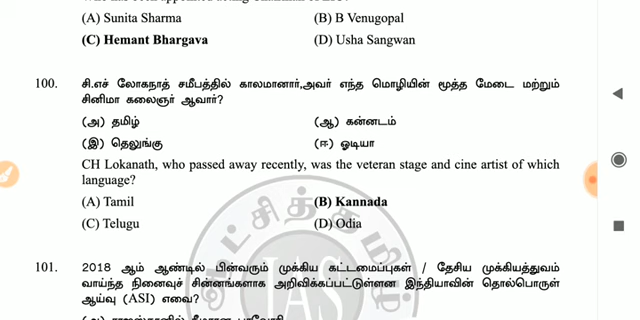 (A) Sunita Sharma (B) B Venugopal
(C) Hemant Bhargava (D) Usha Sangwan
100. சி.எச் லோகநாத் சமீபத்தில் காலமானார்,அவர் எந்த மொழியின் மூத்த மேடை மற்றும்
சினிமா கலைஞர் ஆவார்?
(அ) தமிழ் (ஆ) கன்னடம்
(இ) தெலுங்கு (ஈ) ஓடியா
CH Lokanath, who passed away recently, was the veteran stage and cine artist of which
language?
(A) Tamil (B) Kannada
(C) Telugu (D) Odia
101. 2018 ஆம் ஆண்டில் பின்வரும் முக்கிய கட்டமைப்புகள் / தேசிய முக்கியத்துவம்
வாய்ந்த நினைவுச் சின்னங்களாக அறிவிக்கப்பட்டுள்ளன இந்தியாவின் தொல்பொருள்
ஆய்வு (ASI) எவை?
IAS